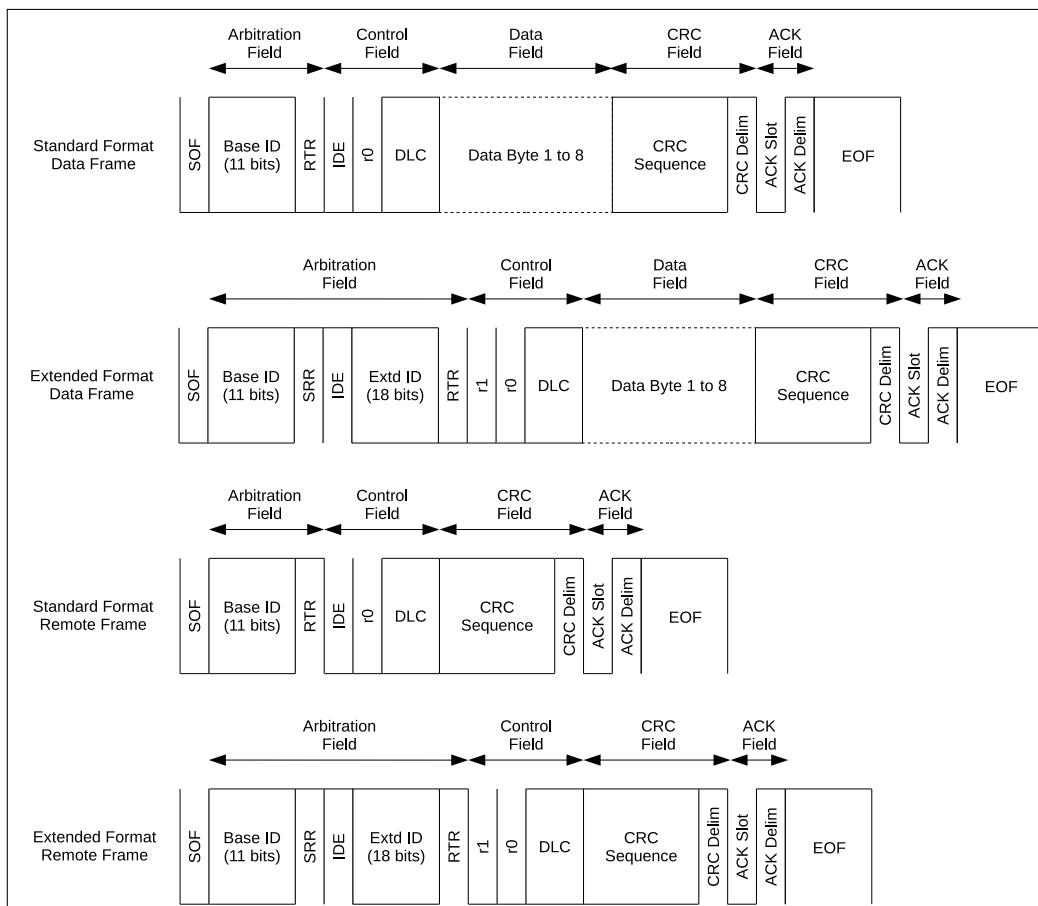 Arbitration
Field
Control
Field
Data
Field
CRC
Field
ACK
Field
Standard Format
Data Frame
SOF
Base ID
(11 bits)
RTR
IDE
r0
DLC
Data Byte 1 to 8
CRC
Sequence
CRC Delim
ACK Slot
ACK Delim
EOF
Arbitration
Field
Control
Field
Data
Field
CRC
Field
ACK
Field
Extended Format
Data Frame
SOF
Base ID
(11 bits)
SRR
IDE
Extd ID
(18 bits)
RTR
r1
r0
DLC
Data Byte 1 to 8
CRC
Sequence
CRC Delim
ACK Slot
ACK Delim
EOF
Arbitration
Field
Control
Field
CRC
Field
ACK
Field
Standard Format
Remote Frame
SOF
Base ID
(11 bits)
RTR
IDE
r0
DLC
CRC
Sequence
CRC Delim
ACK Slot
ACK Delim
EOF
Arbitration
Field
Control
Field
CRC
Field
ACK
Field
Extended Format
Remote Frame
SOF
Base ID
(11 bits)
SRR
IDE
Extd ID
(18 bits)
RTR
r1
r0
DLC
CRC
Sequence
CRC Delim
ACK Slot
ACK Delim
EOF